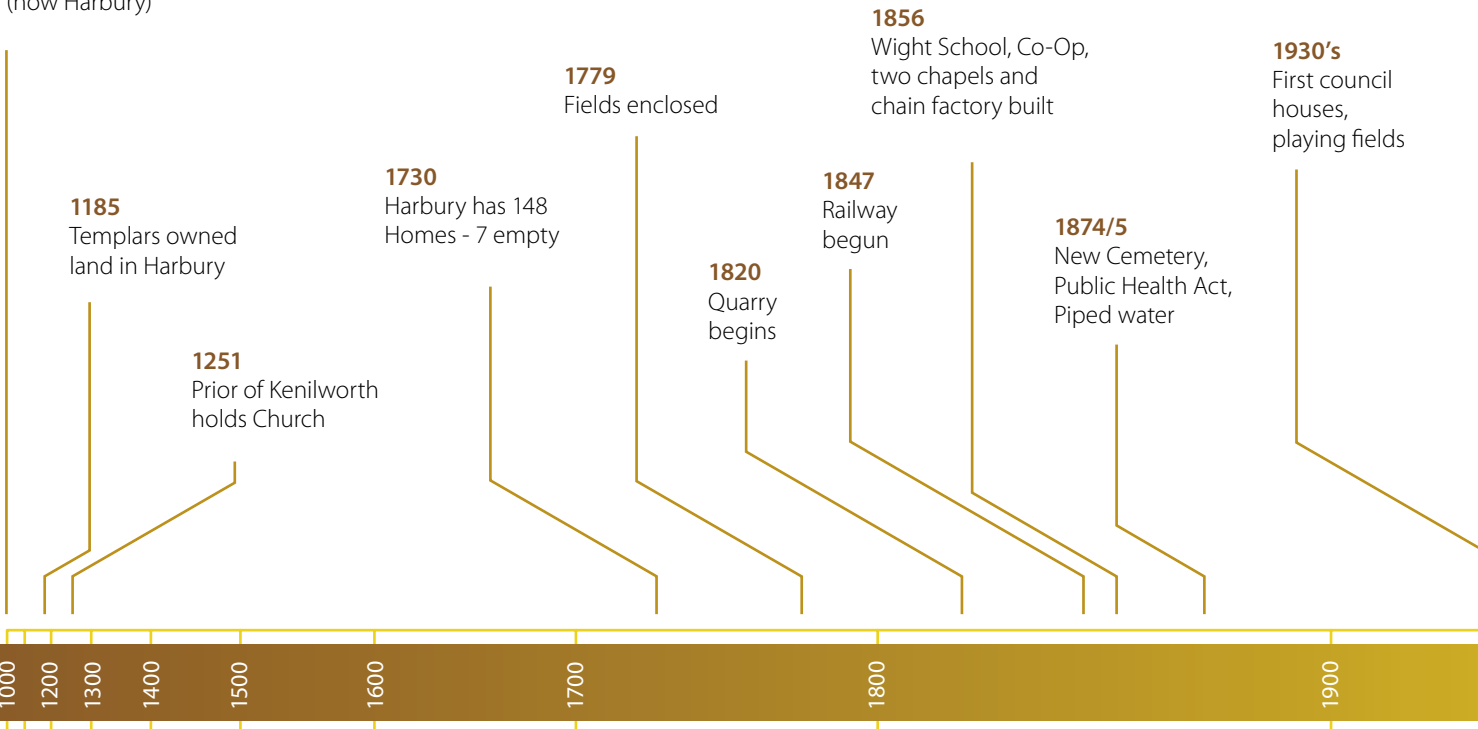 (now Harbury)
1185
Templars owned
land in Harbury
1251
Prior of Kenilworth
holds Church
1730
Harbury has 148
Homes - 7 empty
1779
Fields enclosed
1820
Quarry
begins
1847
Railway
begun
1856
Wight School, Co-Op,
two chapels and
chain factory built
1874/5
New Cemetery,
Public Health Act,
Piped water
1930's
First council
houses,
playing fields
1000
1200
1300
1400
1500
1600
1700
1800
1900